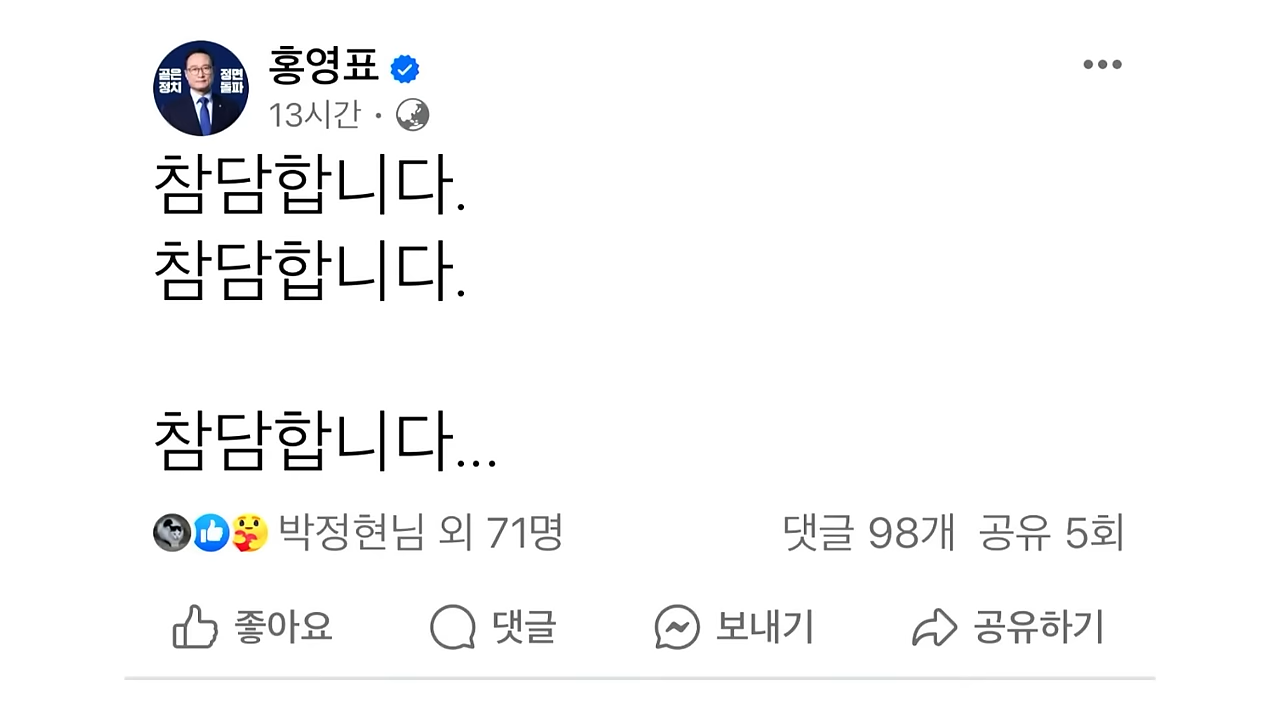 곧은 정면
정치 돌파
홍영표
13시간 ·
참담합니다.
참담합니다.
참담합니다...
박정현님 외 71명 댓글 98개 공유 5회
좋아요 댓글 보내기 공유하기